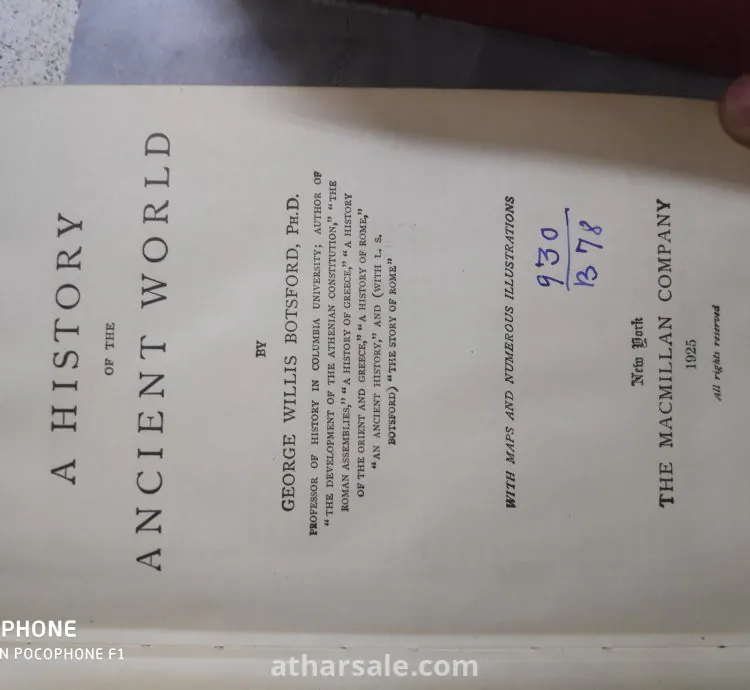 A HISTORY
OF THE
ANCIENT WORLD
BY
GEORGE WILLIS BOTSFORD, PH.D.
PROFESSOR OF HISTORY IN COLUMBIA UNIVERSITY; AUTHOR OF
"THE DEVELOPMENT OF THE ATHENIAN CONSTITUTION," "THE
ROMAN ASSEMBLIES," "A HISTORY OF GREECE," "A HISTORY
OF THE ORIENT AND GREECE," "A HISTORY OF ROME,"
"AN ANCIENT HISTORY," AND (WITH L. S.
BOTSFORD) "THE STORY OF ROME"
WITH MAPS AND NUMEROUS ILLUSTRATIONS
930
B78
New York
THE MACMILLAN COMPANY
1925
All rights reserved
PHONE
N POCOPHONE F1
atharsale.com